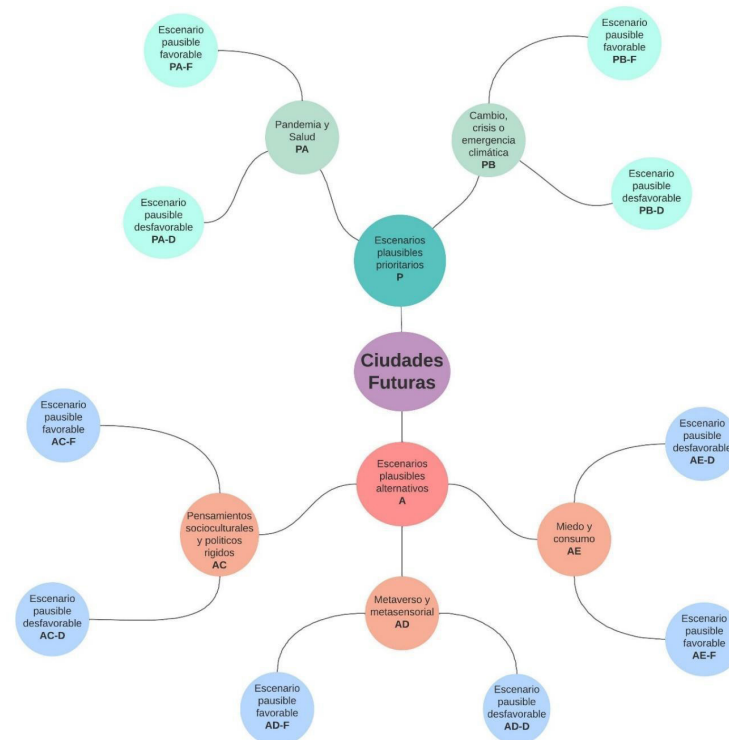 Escenario
pausible
favorable
PA-F
Escenario
pausible
favorable
PB-F
Pandemia y
Salud
PA
Cambio,
crisis o
emergencia
climática
PB
Escenario
pausible
desfavorable
PA-D
Escenario
pausible
desfavorable
PB-D
Escenarios
plausibles
prioritarios
P
Ciudades
Futuras
Escenario
pausible
favorable
AC-F
Escenario
pausible
desfavorable
AE-D
Escenarios
plausibles
alternativos
A
Pensamientos
socioculturales
y politicos
rigidos
AC
Miedo y
consumo
AE
Escenario
pausible
desfavorable
AC-D
Metaverso y
metasensorial
AD
Escenario
pausible
favorable
AE-F
Escenario
pausible
favorable
AD-F
Escenario
pausible
desfavorable
AD-D